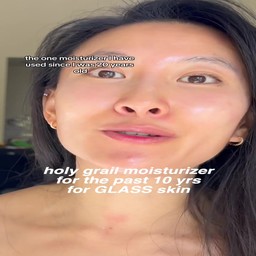 the one moisturizer I have
used since I was 20 years
old
holy grail moisturizer
for the past 10 yrs
for GLASS skin